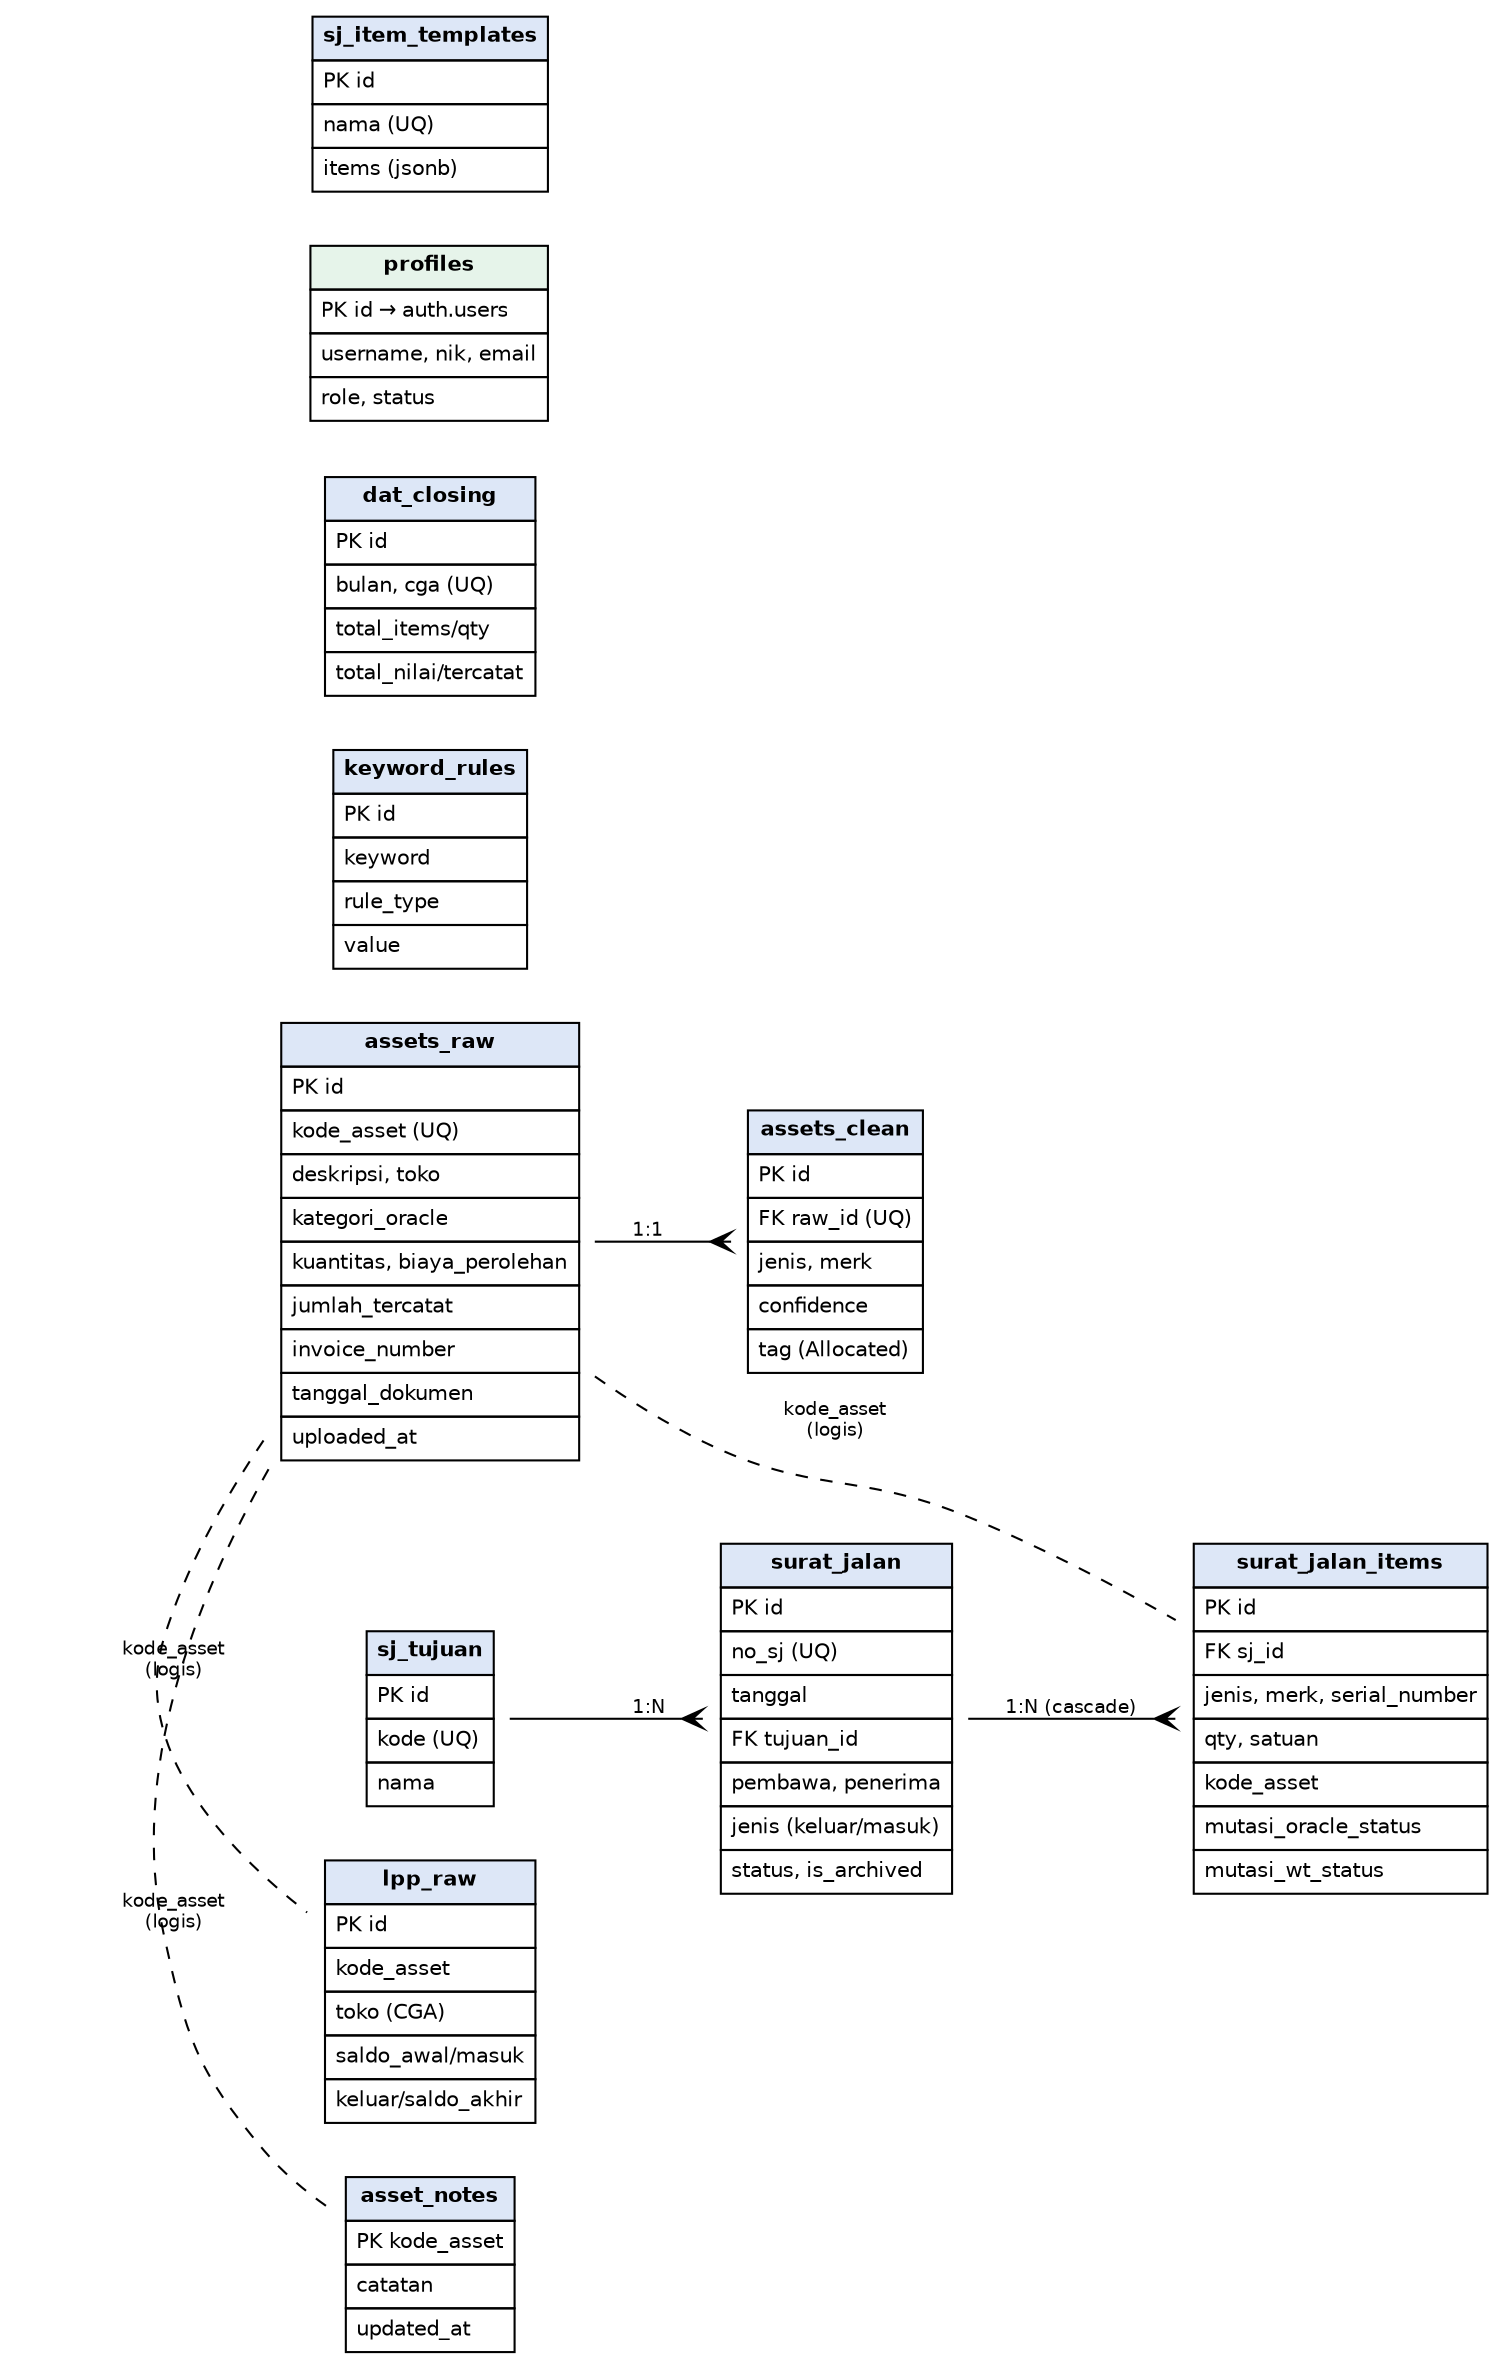 sj_item_templates
PK id
nama (UQ)
items (jsonb)
profiles
PK id → auth.users
username, nik, email
role, status
dat_closing
PK id
bulan, cga (UQ)
total_items/qty
total_nilai/tercatat
keyword_rules
PK id
keyword
rule_type
value
assets_raw
PK id
kode_asset (UQ)
deskripsi, toko
kategori_oracle
kuantitas, biaya_perolehan
jumlah_tercatat
invoice_number
tanggal_dokumen
uploaded_at
1:1
assets_clean
PK id
FK raw_id (UQ)
jenis, merk
confidence
tag (Allocated)
kode_asset
(logis)
kode_asset
(logis)
kode_asset
(logis)
sj_tujuan
PK id
kode (UQ)
nama
1:N
surat_jalan
PK id
no_sj (UQ)
tanggal
FK tujuan_id
pembawa, penerima
jenis (keluar/masuk)
status, is_archived
1:N (cascade)
surat_jalan_items
PK id
FK sj_id
jenis, merk, serial_number
qty, satuan
kode_asset
mutasi_oracle_status
mutasi_wt_status
lpp_raw
PK id
kode_asset
toko (CGA)
saldo_awal/masuk
keluar/saldo_akhir
asset_notes
PK kode_asset
catatan
updated_at